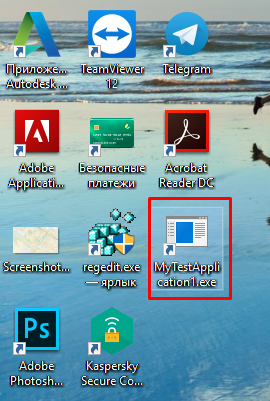 Приложе...
Autodesk ...
TeamViewer
12
Telegram
Adobe
Applicati...
Безопасные
платежи
Acrobat
Reader DC
Screenshot...
regedit.exe
— ярлык
MyTestAppli
cation1.exe
Ps
Adobe
Photosh...
Kaspersky
Secure Co...